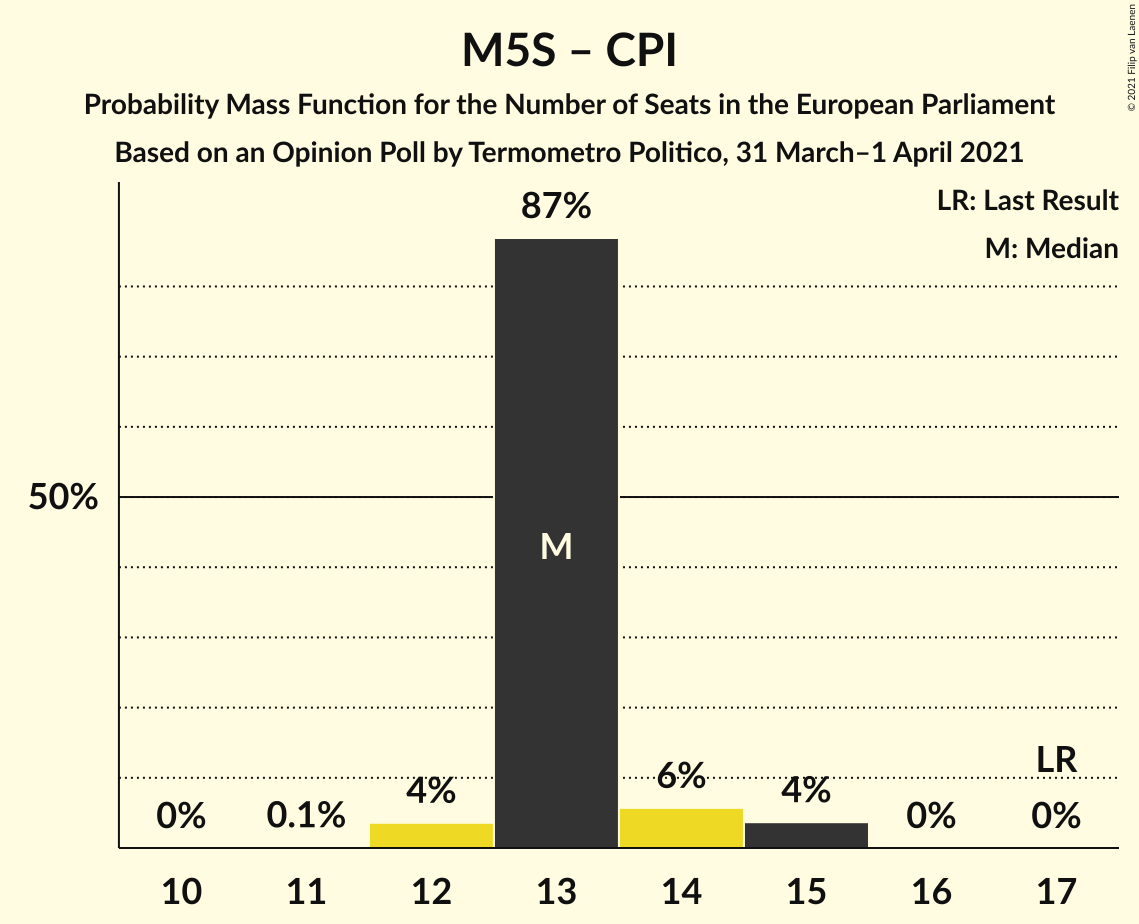 M5S – CPI
Probability Mass Function for the Number of Seats in the European Parliament
Based on an Opinion Poll by Termometro Politico, 31 March–1 April 2021
© 2021 Filip van Laenen
LR: Last Result
M: Median
87%
50%
M
LR
0%
0.1%
4%
6%
4%
0%
0%
10 11 12 13 14 15 16 17